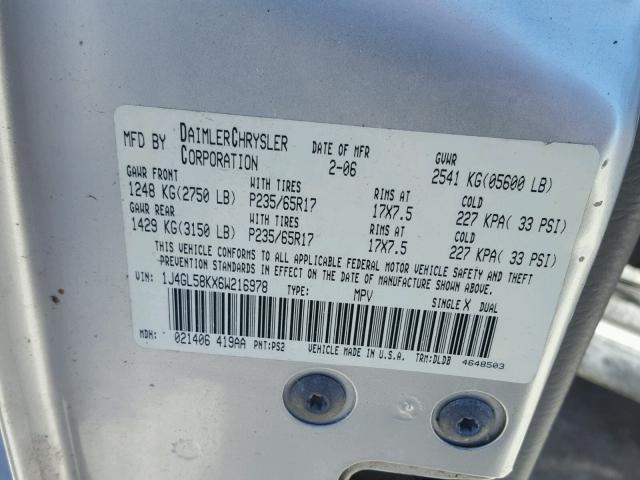 MFD BY DAIMLERCHRYSLER CORPORATION DATE OF MFR 2-06 GVWR 2541 KG(05600 LB)
GAWR FRONT WITH TIRES RIMS AT COLD
1248 KG(2750 LB) P235/65R17 17X7.5 227 KPA( 33 PSI)
GAWR REAR WITH TIRES RIMS AT COLD
1429 KG(3150 LB) P235/65R17 17X7.5 227 KPA( 33 PSI)
THIS VEHICLE CONFORMS TO ALL APPLICABLE FEDERAL MOTOR VEHICLE SAFETY AND THEFT
PREVENTION STANDARDS IN EFFECT ON THE DATE OF MANUFACTURE SHOWN ABOVE.
VIN: 1J4GL58KX6W216978 TYPE: MPV SINGLE X DUAL
MDH: 021406 419AA PNT:PS2 VEHICLE MADE IN U.S.A. TRM:DLDB 4648503